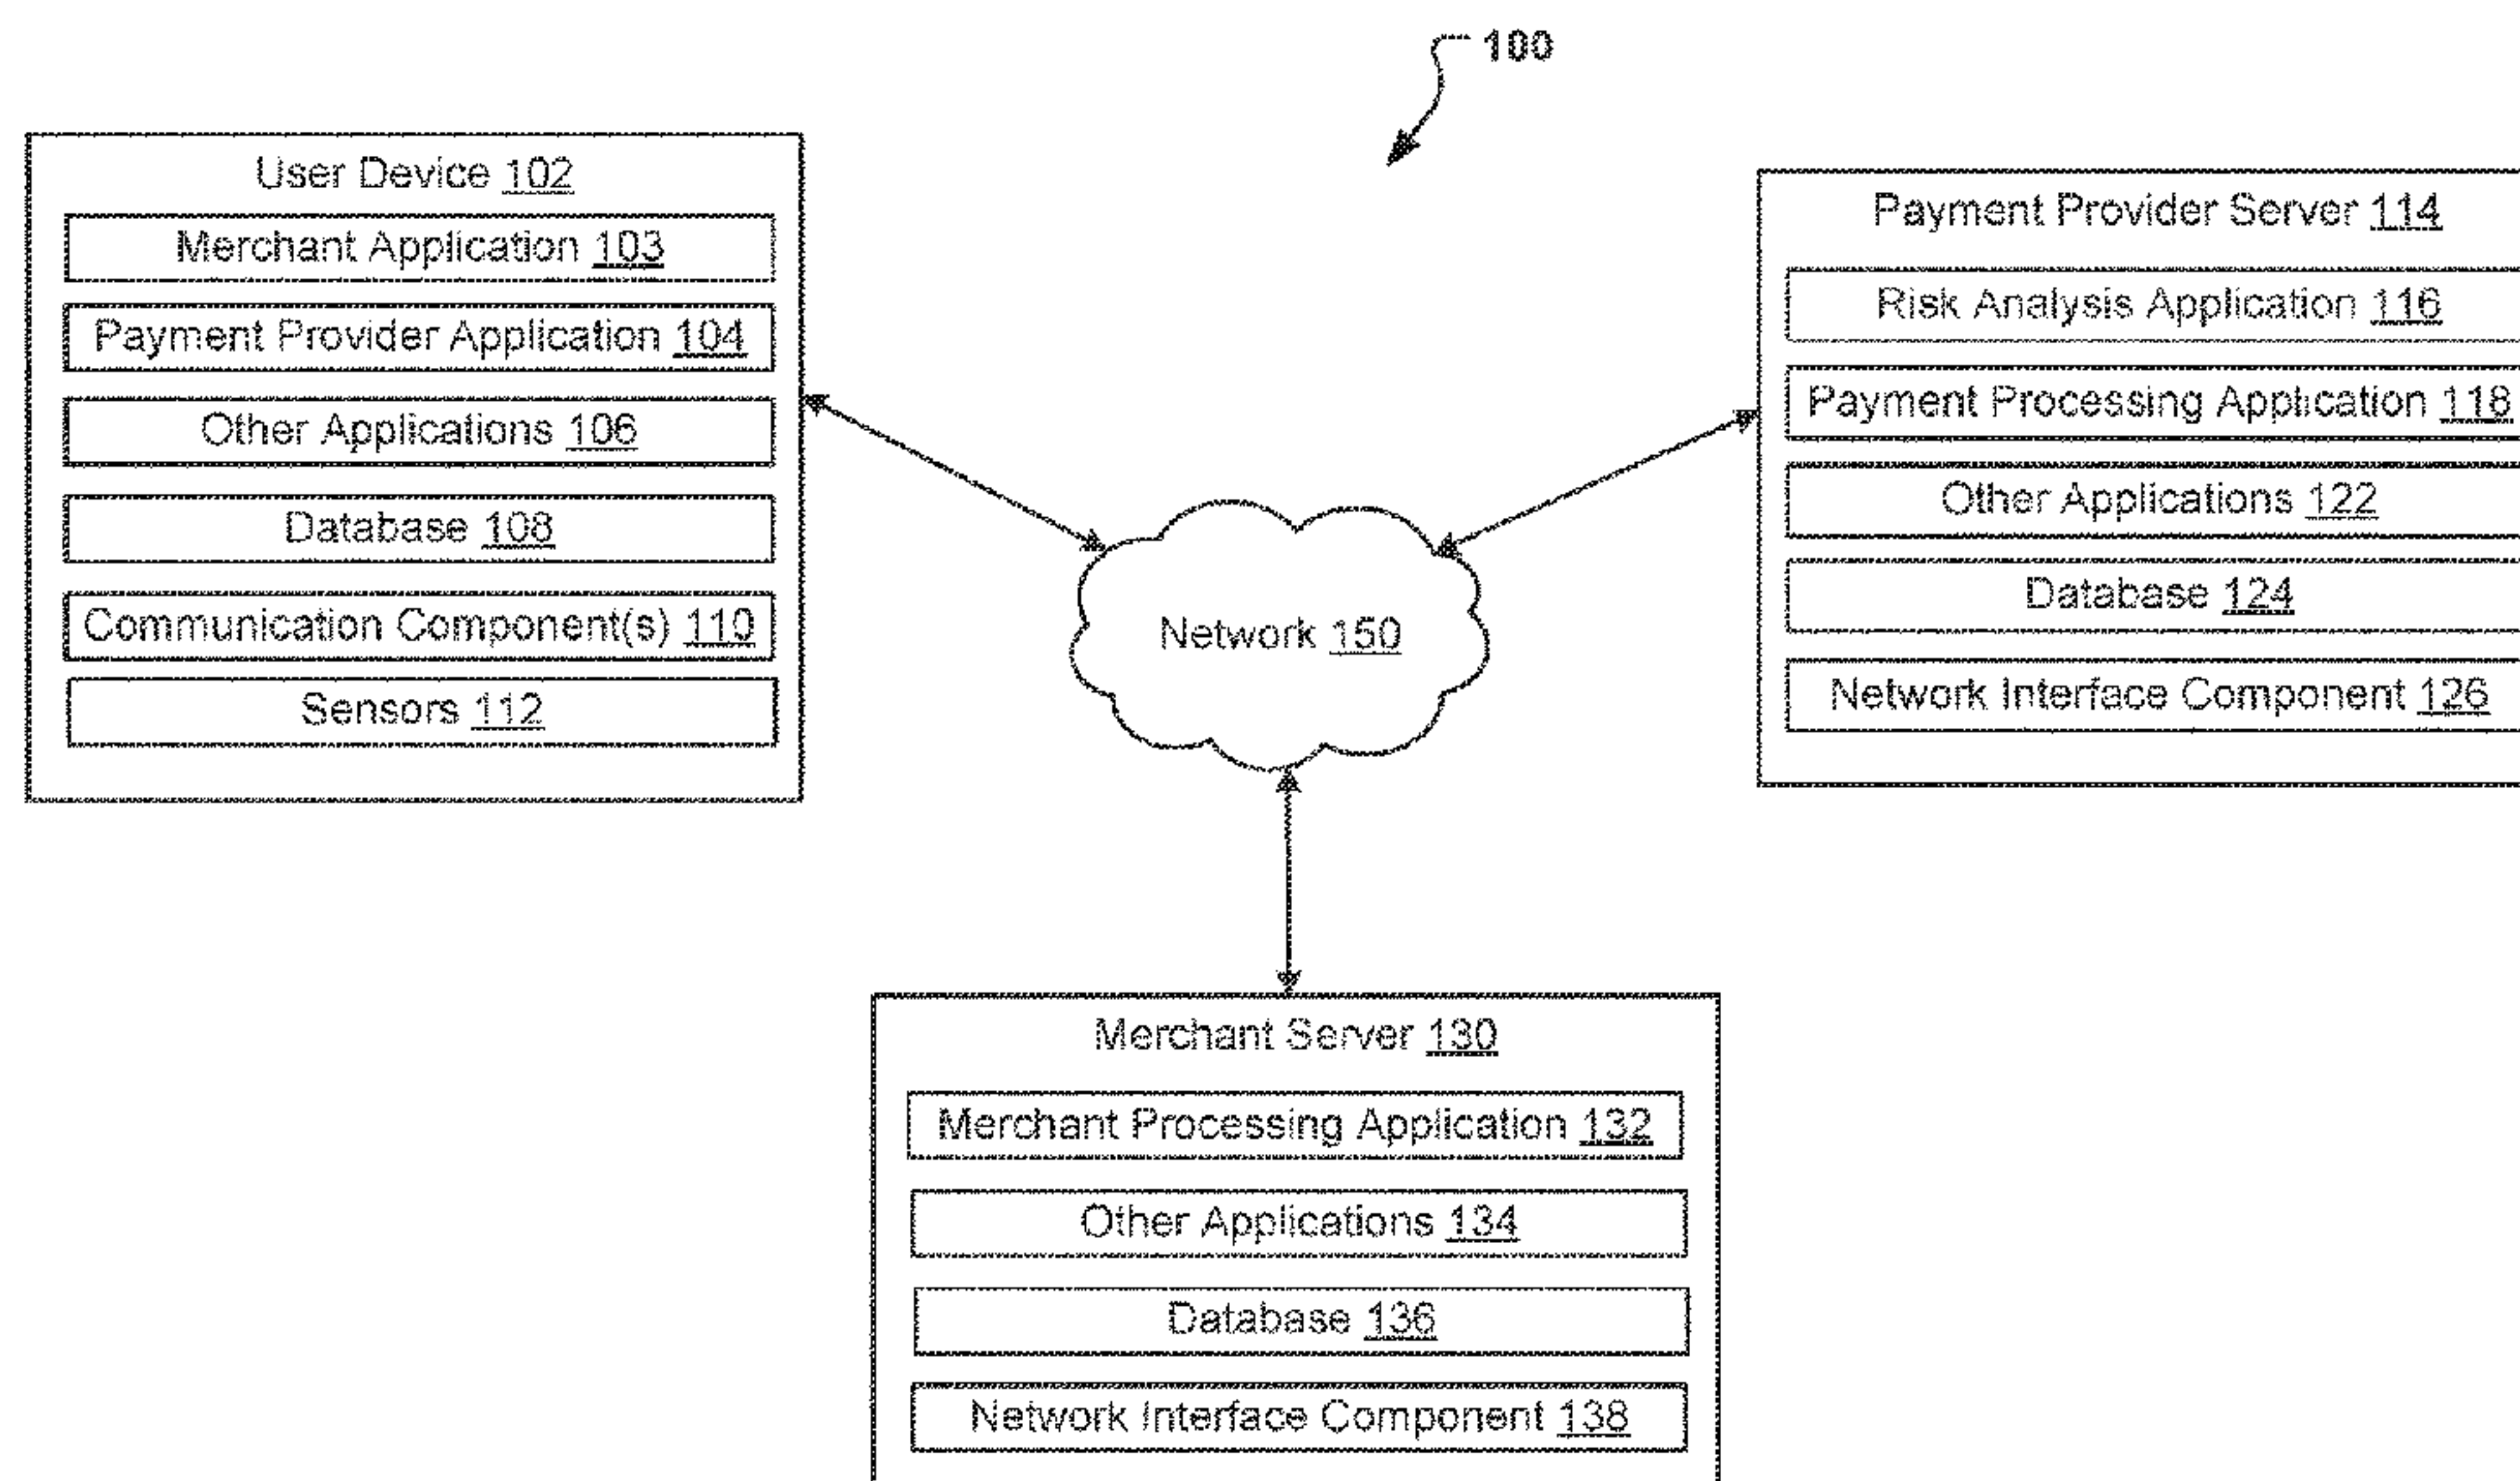 100
User Device 102
Merchant Application 103
Payment Provider Application 104
Other Applications 106
Database 108
Communication Component(s) 110
Sensors 112
Payment Provider Server 114
Risk Analysis Application 116
Payment Processing Application 118
Other Applications 122
Database 124
Network Interface Component 126
Network 150
Merchant Server 130
Merchant Processing Application 132
Other Applications 134
Database 136
Network Interface Component 138